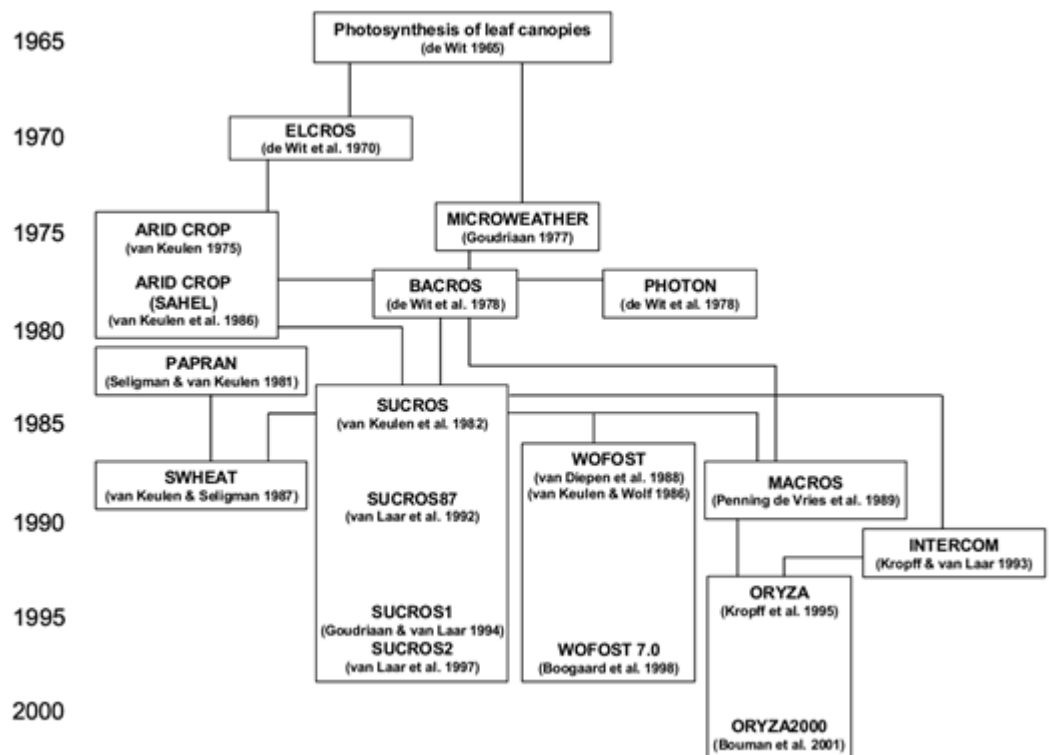 1965
Photosynthesis of leaf canopies
(de Wit 1965)
1970
ELCROS
(de Wit et al. 1970)
1975
ARID CROP
(van Keulen 1975)
MICROWEATHER
(Goudriaan 1977)
ARID CROP
(SAHEL)
(van Keulen et al. 1986)
BACROS
(de Wit et al. 1978)
PHOTON
(de Wit et al. 1978)
1980
PAPRAN
(Seligman & van Keulen 1981)
1985
SUCROS
(van Keulen et al. 1982)
SWHEAT
(van Keulen & Seligman 1987)
WOFOST
(van Diepen et al. 1988)
(van Keulen & Wolf 1986)
MACROS
(Penning de Vries et al. 1989)
SUCROS87
(van Laar et al. 1992)
1990
INTERCOM
(Kropff & van Laar 1993)
ORYZA
(Kropff et al. 1995)
1995
SUCROS1
(Goudriaan & van Laar 1994)
SUCROS2
(van Laar et al. 1997)
WOFOST 7.0
(Boogaard et al. 1998)
2000
ORYZA2000
(Bouman et al. 2001)